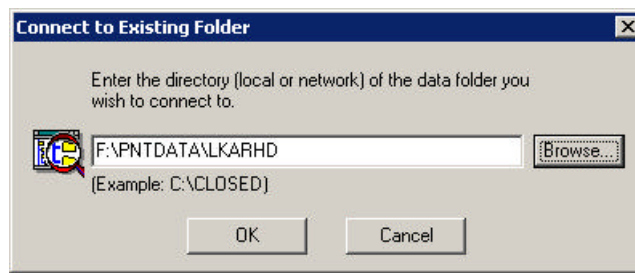 Connect to Existing Folder
Enter the directory (local or network) of the data folder you
wish to connect to.
F:\PNTDATA\LKARHD
Browse...
(Example: C:\CLOSED)
OK
Cancel